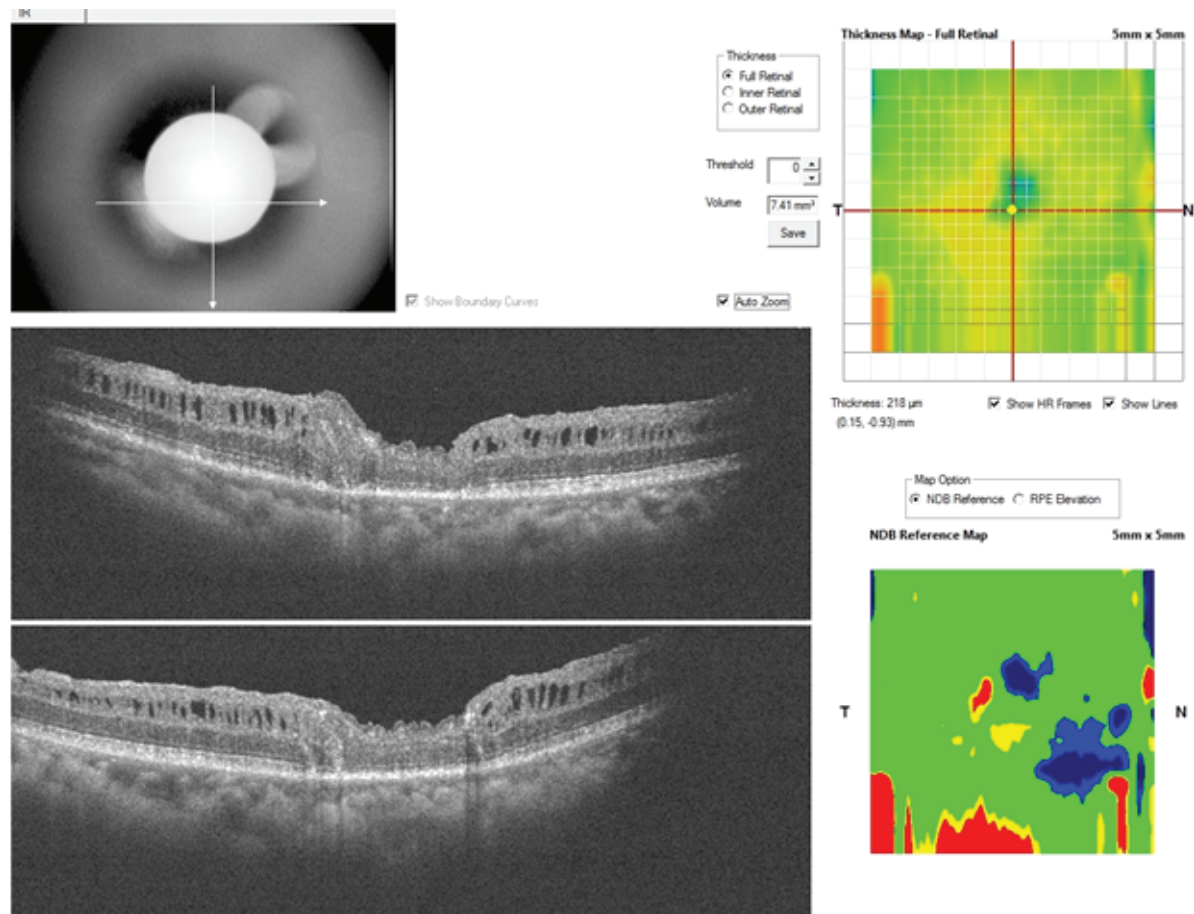 IR
Thickness
Full Retinal
Inner Retinal
Outer Retinal
Threshold 0
Volume 7.41 mm³
Save
Show Boundary Curves
Auto Zoom
Thickness Map - Full Retinal 5mm x 5mm
T N
Thickness: 218 µm
(0.15, -0.93) mm
Show HR Frames Show Lines
Map Option
NDB Reference RPE Elevation
NDB Reference Map 5mm x 5mm
T N